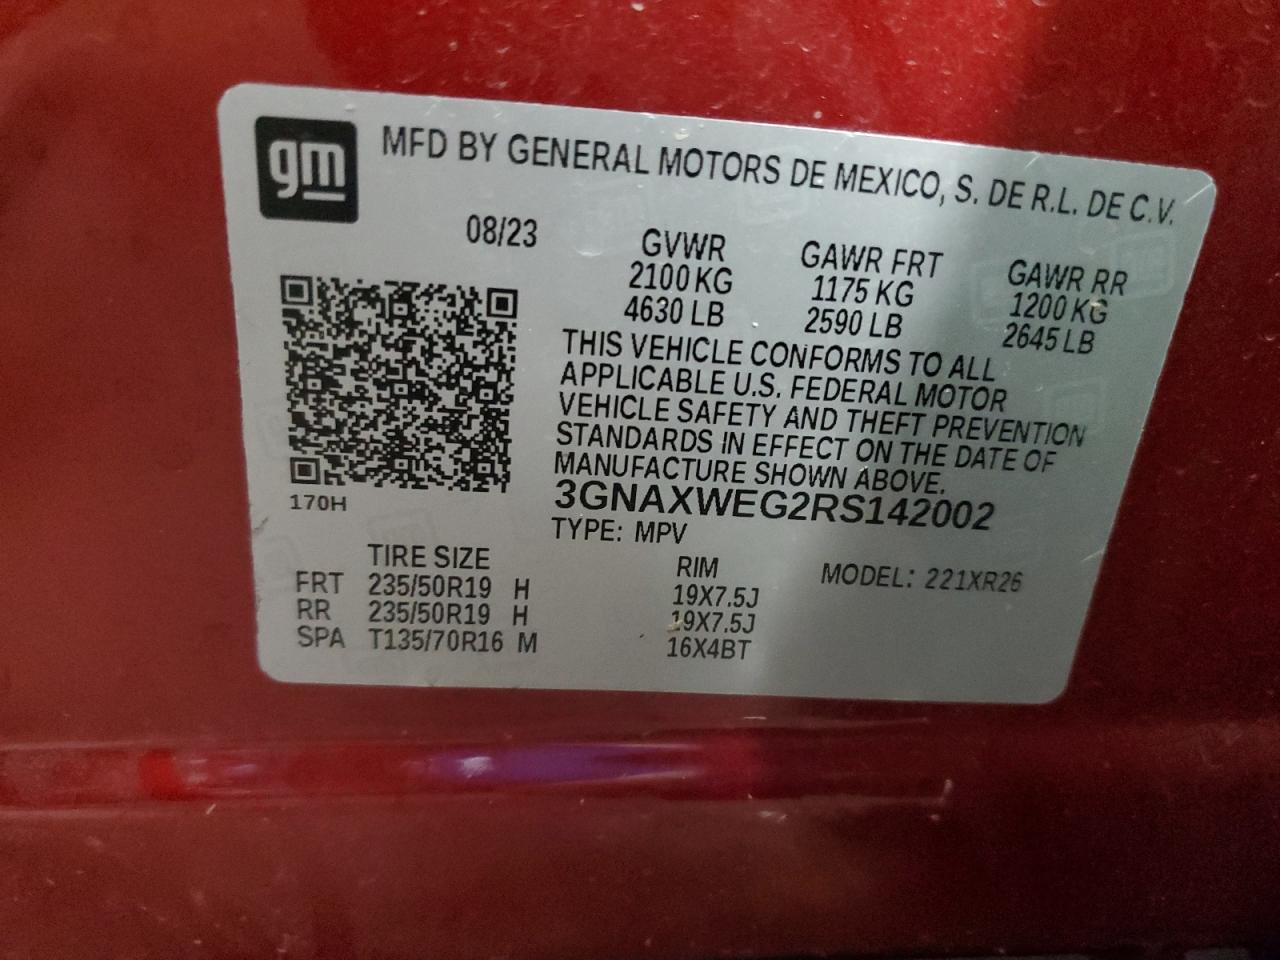 gm
MFD BY GENERAL MOTORS DE MEXICO, S. DE R.L. DE C.V.
08/23
GVWR GAWR FRT GAWR RR
2100 KG 1175 KG 1200 KG
4630 LB 2590 LB 2645 LB
THIS VEHICLE CONFORMS TO ALL
APPLICABLE U.S. FEDERAL MOTOR
VEHICLE SAFETY AND THEFT PREVENTION
STANDARDS IN EFFECT ON THE DATE OF
MANUFACTURE SHOWN ABOVE.
170H
3GNAXWEG2RS142002
TYPE: MPV
TIRE SIZE RIM MODEL: 221XR26
FRT 235/50R19 H 19X7.5J
RR 235/50R19 H 19X7.5J
SPA T135/70R16 M 16X4BT